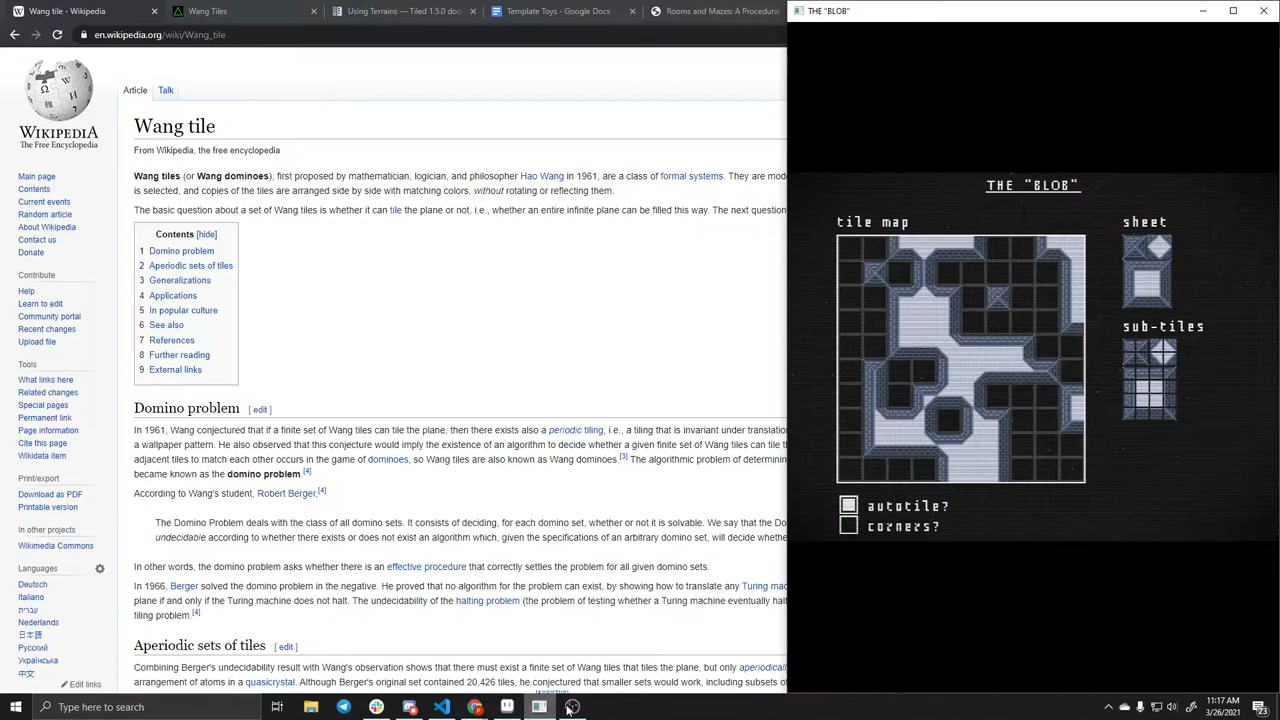 Wang tile - Wikipedia
Wang Tiles
Using Terrains — Tiled 1.5.0 doc
Template Toys - Google Docs
Rooms and Mazes: A Procedural
THE "BLOB"
en.wikipedia.org/wiki/Wang_tile
WIKIPEDIA
The Free Encyclopedia
Main page
Contents
Current events
Random article
About Wikipedia
Contact us
Donate
Contribute
Help
Learn to edit
Community portal
Recent changes
Upload file
Tools
What links here
Related changes
Special pages
Permanent link
Page information
Cite this page
Wikidata item
Print/export
Download as PDF
Printable version
In other projects
Wikimedia Commons
Languages
Deutsch
Italiano
עברית
Nederlands
日本語
Русский
Українська
中文
Edit links
Article Talk
Wang tile
From Wikipedia, the free encyclopedia
Wang tiles (or Wang dominoes), first proposed by mathematician, logician, and philosopher Hao Wang in 1961, are a class of formal systems. They are mod
is selected, and copies of the tiles are arranged side by side with matching colors, without rotating or reflecting them.
The basic question about a set of Wang tiles is whether it can tile the plane or not, i.e., whether an entire infinite plane can be filled this way. The next question
Contents [hide]
1 Domino problem
2 Aperiodic sets of tiles
3 Generalizations
4 Applications
5 In popular culture
6 See also
7 References
8 Further reading
9 External links
Domino problem [ edit ]
In 1961, Wang conjectured that if a finite set of Wang tiles can tile the plane, then there exists also a periodic tiling, i.e., a tiling that is invariant under translation
a wallpaper pattern. He also observed that this conjecture would imply the existence of an algorithm to decide whether a given finite set of Wang tiles can tile th
adjacent tiles to match each other occurs in the game of dominoes, so Wang tiles are also known as Wang dominoes.[3] The algorithmic problem of determinin
became known as the domino problem.[4]
According to Wang's student, Robert Berger,[4]
The Domino Problem deals with the class of all domino sets. It consists of deciding, for each domino set, whether or not it is solvable. We say that the Do
undecidable according to whether there exists or does not exist an algorithm which, given the specifications of an arbitrary domino set, will decide whethe
In other words, the domino problem asks whether there is an effective procedure that correctly settles the problem for all given domino sets.
In 1966, Berger solved the domino problem in the negative. He proved that no algorithm for the problem can exist, by showing how to translate any Turing mac
plane if and only if the Turing machine does not halt. The undecidability of the halting problem (the problem of testing whether a Turing machine eventually hal
tiling problem.[4]
Aperiodic sets of tiles [ edit ]
Combining Berger's undecidability result with Wang's observation shows that there must exist a finite set of Wang tiles that tiles the plane, but only aperiodicall
arrangement of atoms in a quasicrystal. Although Berger's original set contained 20,426 tiles, he conjectured that smaller sets would work, including subsets o
THE "BLOB"
tile map
sheet
sub-tiles
autotile?
corners?
Type here to search
11:17 AM
3/26/2021
23